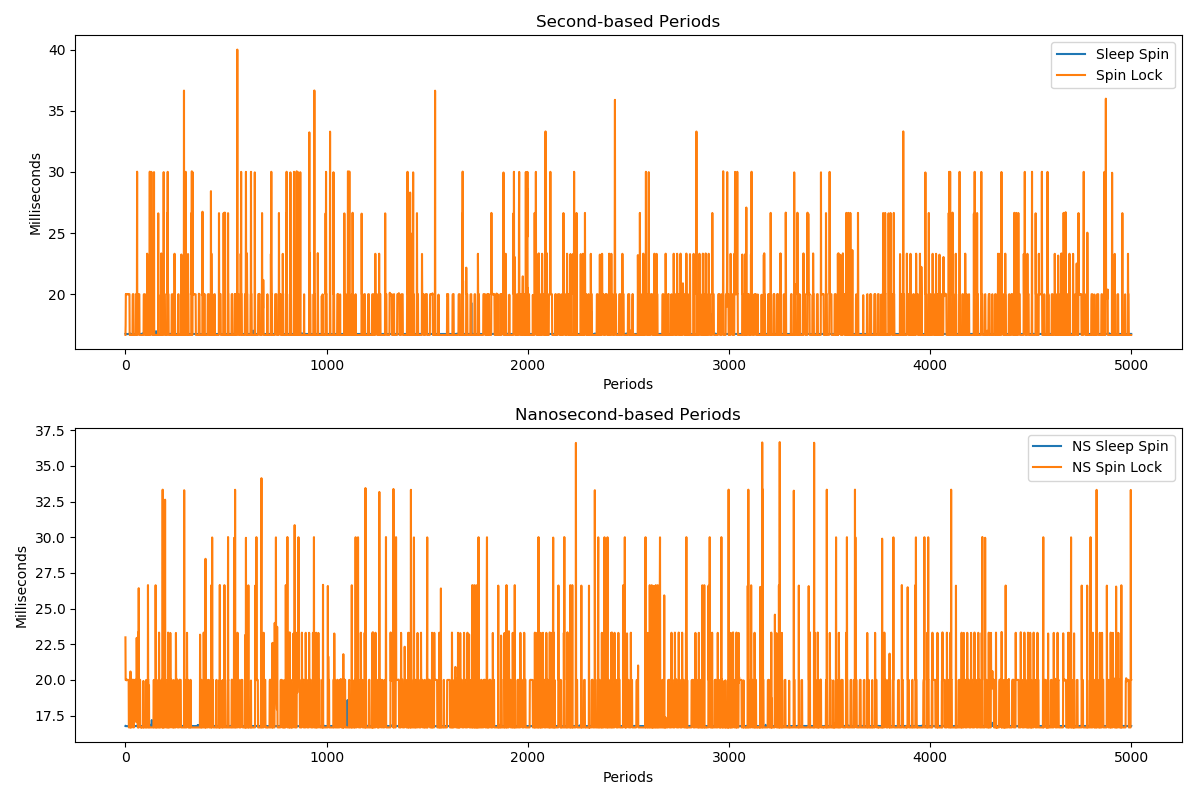 Second-based Periods
Milliseconds
40
35
30
25
20
Sleep Spin
Spin Lock
0 1000 2000 3000 4000 5000
Periods
Nanosecond-based Periods
Milliseconds
37.5
35.0
32.5
30.0
27.5
25.0
22.5
20.0
17.5
NS Sleep Spin
NS Spin Lock
0 1000 2000 3000 4000 5000
Periods